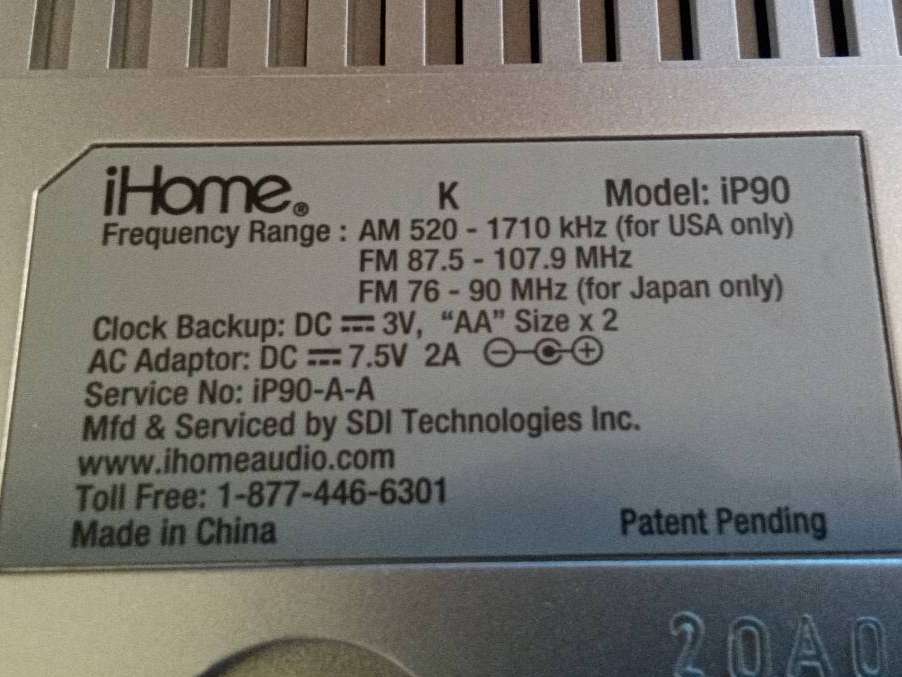 iHome® K Model: iP90
Frequency Range : AM 520 - 1710 kHz (for USA only)
FM 87.5 - 107.9 MHz
FM 76 - 90 MHz (for Japan only)
Clock Backup: DC ⎓ 3V, “AA” Size x 2
AC Adaptor: DC ⎓ 7.5V 2A
Service No: iP90-A-A
Mfd & Serviced by SDI Technologies Inc.
www.ihomeaudio.com
Toll Free: 1-877-446-6301
Made in China
Patent Pending
20A0